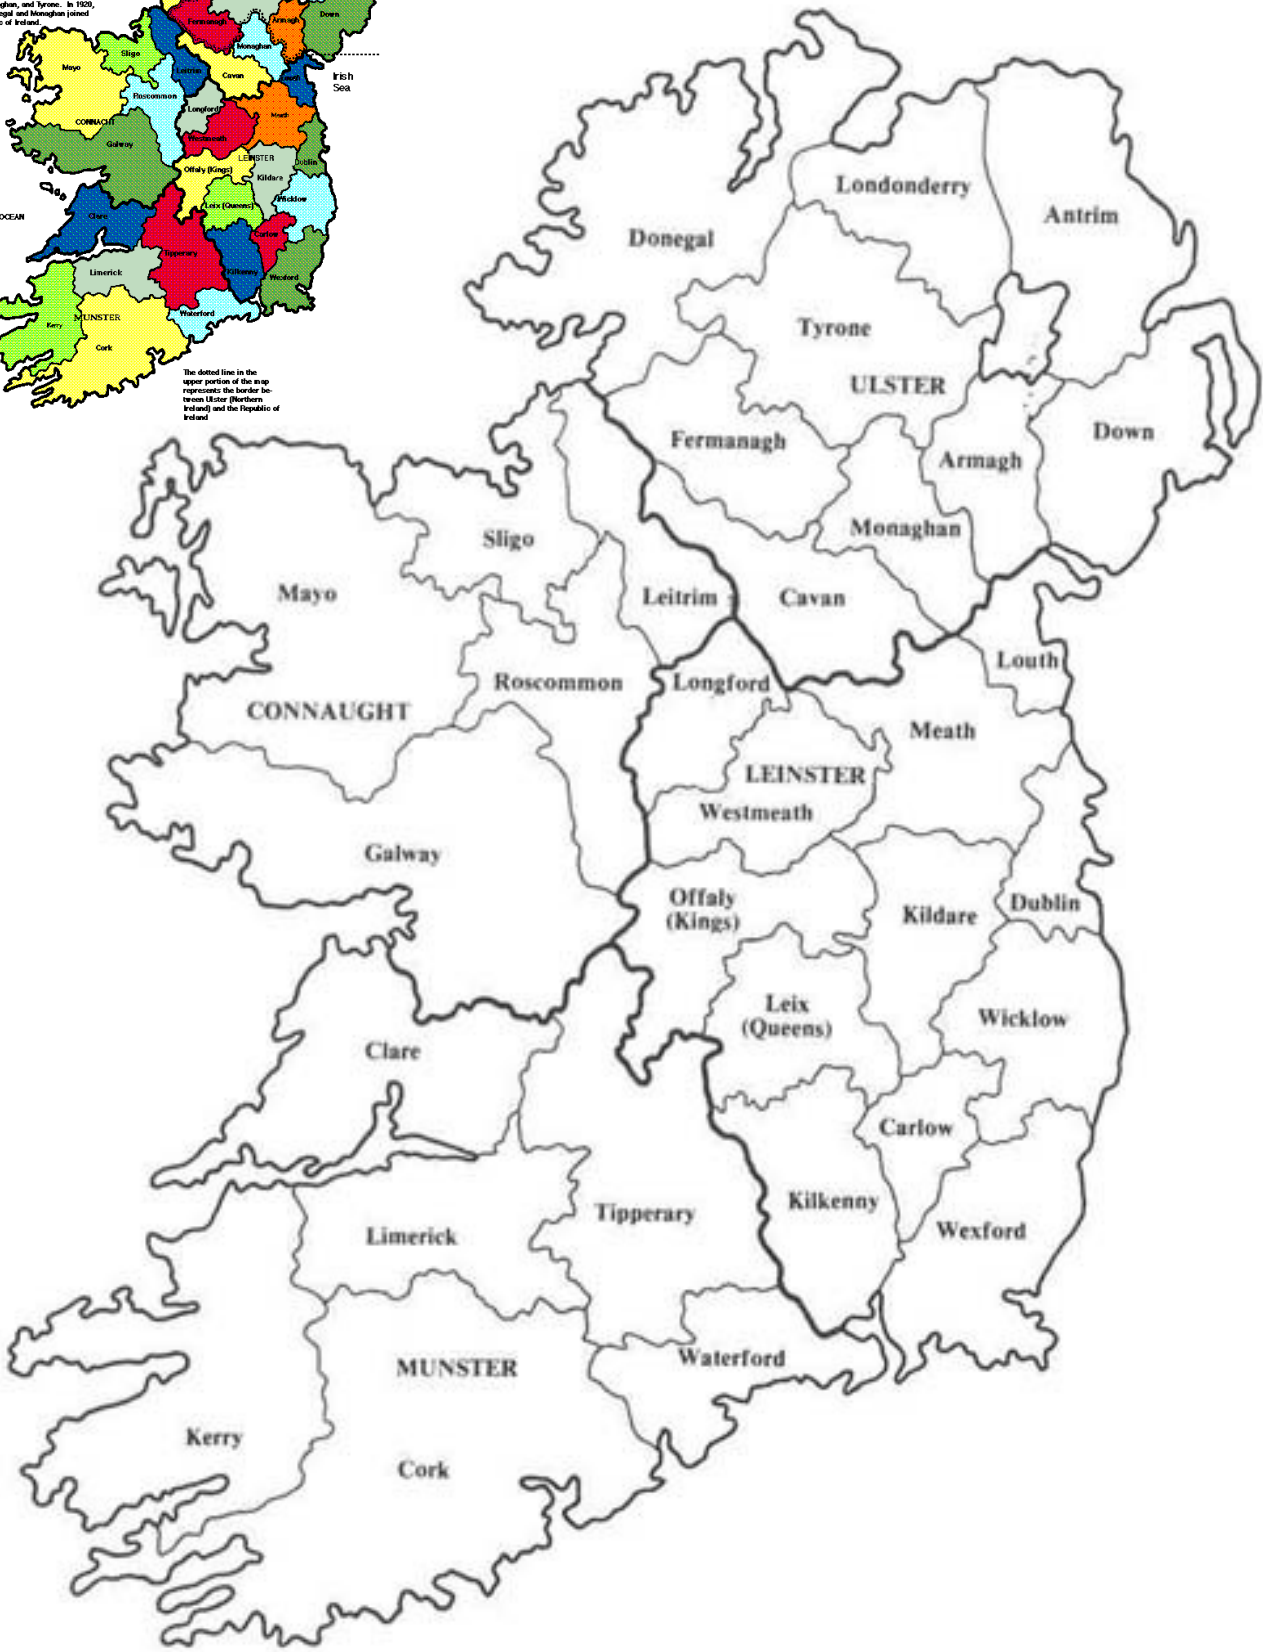 ghan, and Tyrone. In 1920,
egal and Monaghan joined
c of Ireland.
Fermanagh
Armagh
Down
Monaghan
Sligo
Mayo
Leitrim
Cavan
Irish
Sea
Roscommon
Longford
Meath
CONNACHT
Galway
Westmeath
LEINSTER
Dublin
Offaly (Kings)
Kildare
Leix (Queens)
Wicklow
OCEAN
Clare
Carlow
Tipperary
Limerick
Kilkenny
Wexford
Kerry
MUNSTER
Waterford
Cork
The dotted line in the
upper portion of the map
represents the border be-
tween Ulster (Northern
Ireland) and the Republic of
Ireland
Londonderry
Antrim
Donegal
Tyrone
ULSTER
Fermanagh
Down
Armagh
Monaghan
Sligo
Mayo
Leitrim
Cavan
Louth
Roscommon
Longford
CONNAUGHT
Meath
LEINSTER
Westmeath
Galway
Offaly
(Kings)
Kildare
Dublin
Leix
(Queens)
Wicklow
Clare
Carlow
Kilkenny
Tipperary
Limerick
Wexford
MUNSTER
Waterford
Kerry
Cork